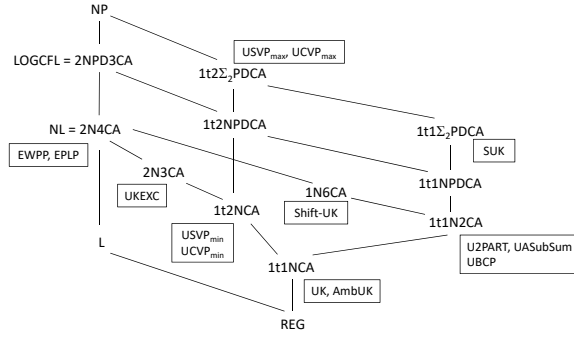 NP
USVPmax, UCVPmax
LOGCFL = 2NPD3CA
1t2Σ2PDCA
1t2NPDCA
NL = 2N4CA
1t1Σ2PDCA
EWPP, EPLP
SUK
2N3CA
1t1NPDCA
1N6CA
UKEXC
Shift-UK
1t2NCA
1t1N2CA
USVPmin
UCVPmin
L
U2PART, UASubSum
UBCP
1t1NCA
UK, AmbUK
REG